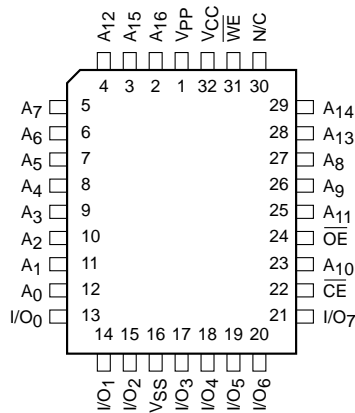 A12 A15 A16 VPP VCC WE N/C
4 3 2 1 32 31 30
A7 5 29 A14
A6 6 28 A13
A5 7 27 A8
A4 8 26 A9
A3 9 25 A11
A2 10 24 OE
A1 11 23 A10
A0 12 22 CE
I/O0 13 21 I/O7
14 15 16 17 18 19 20
I/O1 I/O2 VSS I/O3 I/O4 I/O5 I/O6